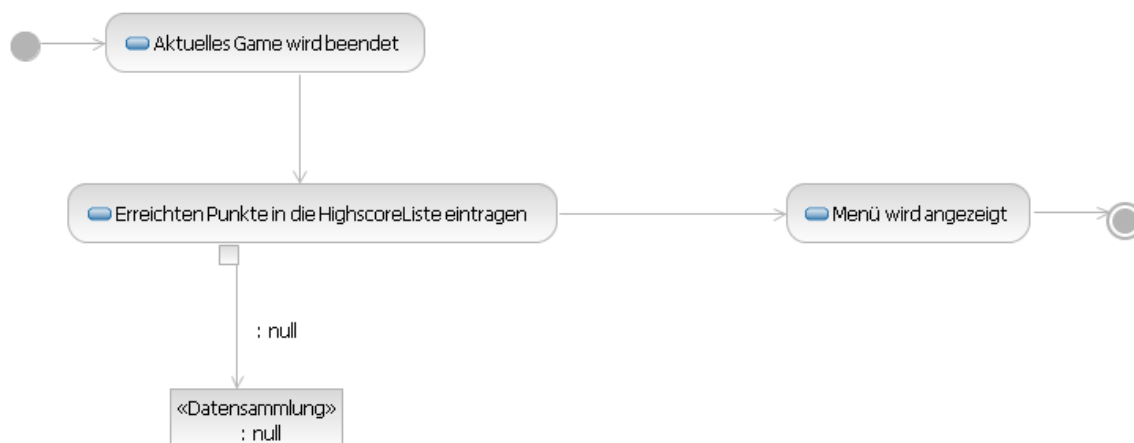 Aktuelles Game wird beendet
Erreichten Punkte in die HighscoreListe eintragen
Menü wird angezeigt
: null
«Datensammlung»
: null